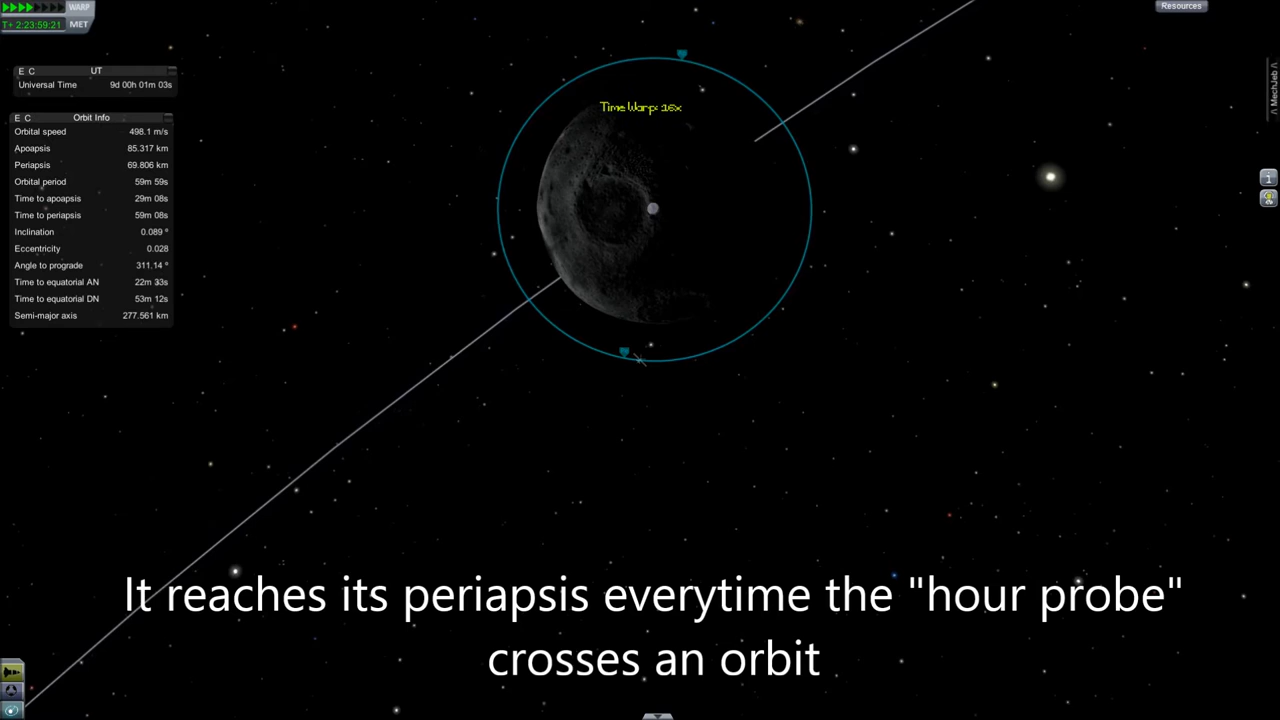 WARP
T+ 2:23:59:21 MET
Resources
E C UT
Universal Time 9d 00h 01m 03s
E C Orbit Info
Orbital speed 498.1 m/s
Apoapsis 85.317 km
Periapsis 69.806 km
Orbital period 59m 59s
Time to apoapsis 29m 08s
Time to periapsis 59m 08s
Inclination 0.089 º
Eccentricity 0.028
Angle to prograde 311.14 º
Time to equatorial AN 22m 33s
Time to equatorial DN 53m 12s
Semi-major axis 277.561 km
Time Warp: 16x
/\ MechJeb /\
It reaches its periapsis everytime the "hour probe"
crosses an orbit